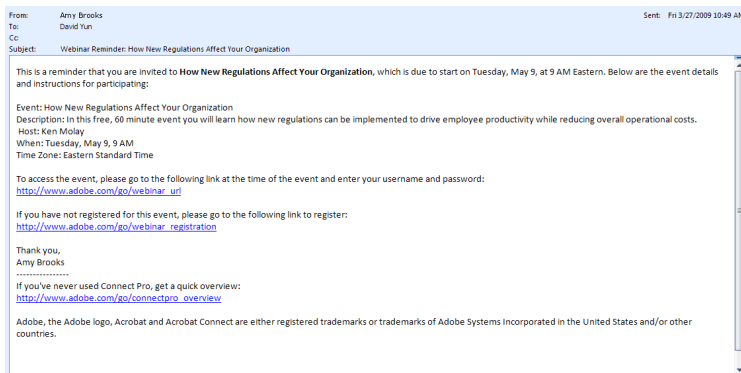 From: Amy Brooks Sent: Fri 3/27/2009 10:49 AM
To: David Yun
Cc:
Subject: Webinar Reminder: How New Regulations Affect Your Organization
This is a reminder that you are invited to How New Regulations Affect Your Organization, which is due to start on Tuesday, May 9, at 9 AM Eastern. Below are the event details
and instructions for participating:
Event: How New Regulations Affect Your Organization
Description: In this free, 60 minute event you will learn how new regulations can be implemented to drive employee productivity while reducing overall operational costs.
Host: Ken Molay
When: Tuesday, May 9, 9 AM
Time Zone: Eastern Standard Time
To access the event, please go to the following link at the time of the event and enter your username and password:
http://www.adobe.com/go/webinar_url
If you have not registered for this event, please go to the following link to register:
http://www.adobe.com/go/webinar_registration
Thank you,
Amy Brooks
----------------
If you've never used Connect Pro, get a quick overview:
http://www.adobe.com/go/connectpro_overview
Adobe, the Adobe logo, Acrobat and Acrobat Connect are either registered trademarks or trademarks of Adobe Systems Incorporated in the United States and/or other
countries.